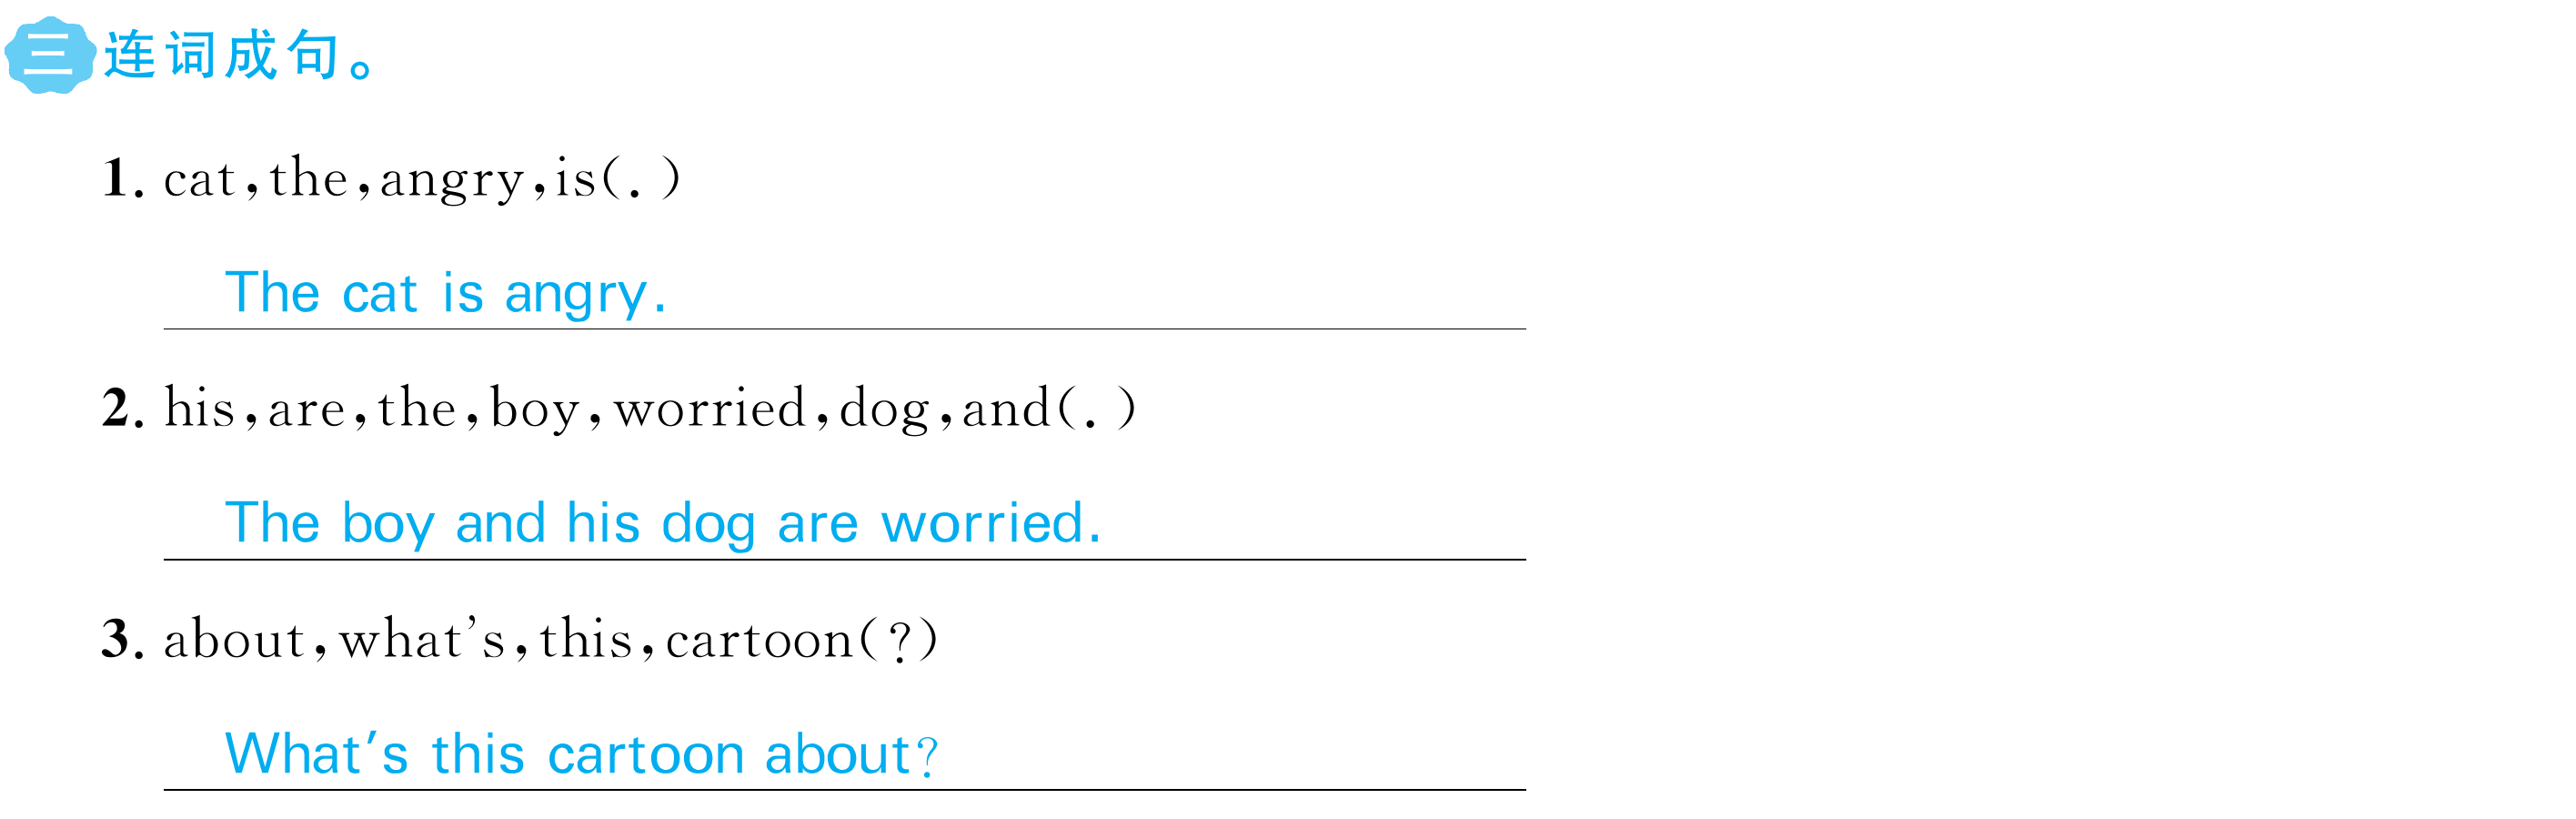 三 连词成句。
1. cat,the,angry,is(. )
The cat is angry.
2. his,are,the,boy,worried,dog,and(. )
The boy and his dog are worried.
3. about,what's,this,cartoon(?)
What's this cartoon about?